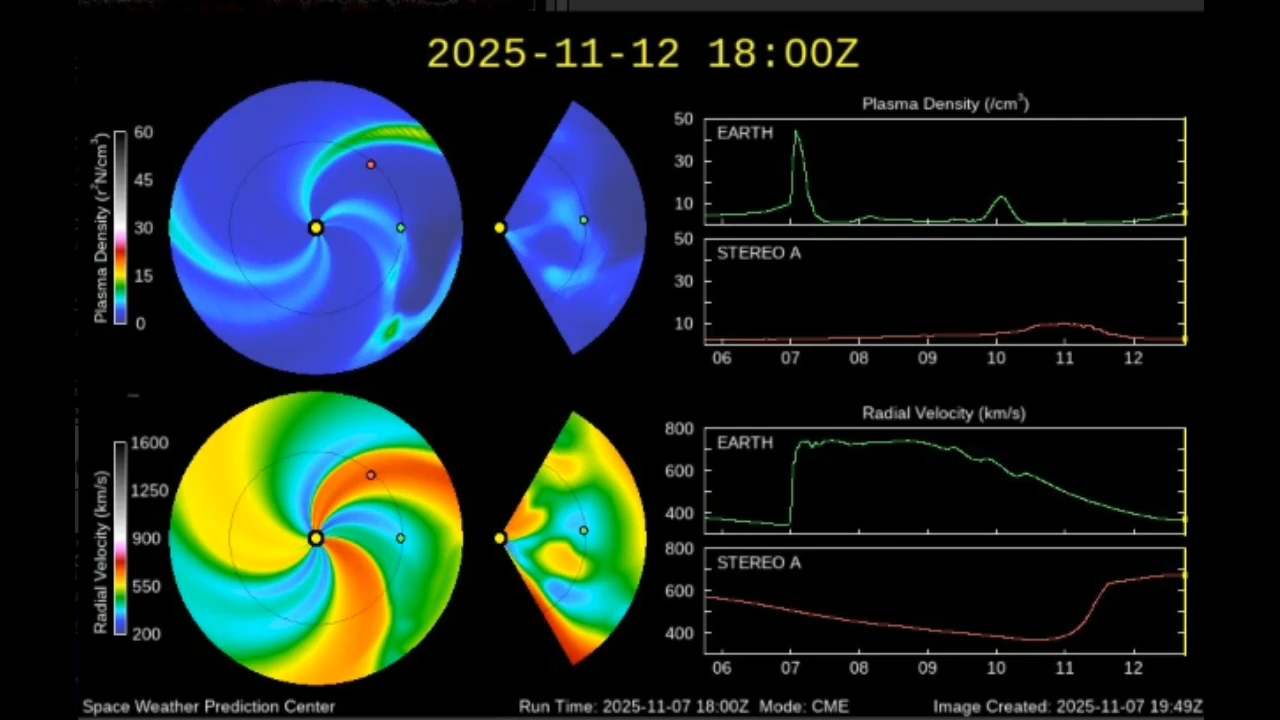 2025-11-12 18:00Z
Plasma Density (r²N/cm³)
60
45
30
15
0
Plasma Density (/cm³)
50
30
10
EARTH
50
30
10
STEREO A
06 07 08 09 10 11 12
Radial Velocity (km/s)
1600
1250
900
550
200
Radial Velocity (km/s)
800
600
400
EARTH
800
600
400
STEREO A
06 07 08 09 10 11 12
Space Weather Prediction Center
Run Time: 2025-11-07 18:00Z Mode: CME
Image Created: 2025-11-07 19:49Z